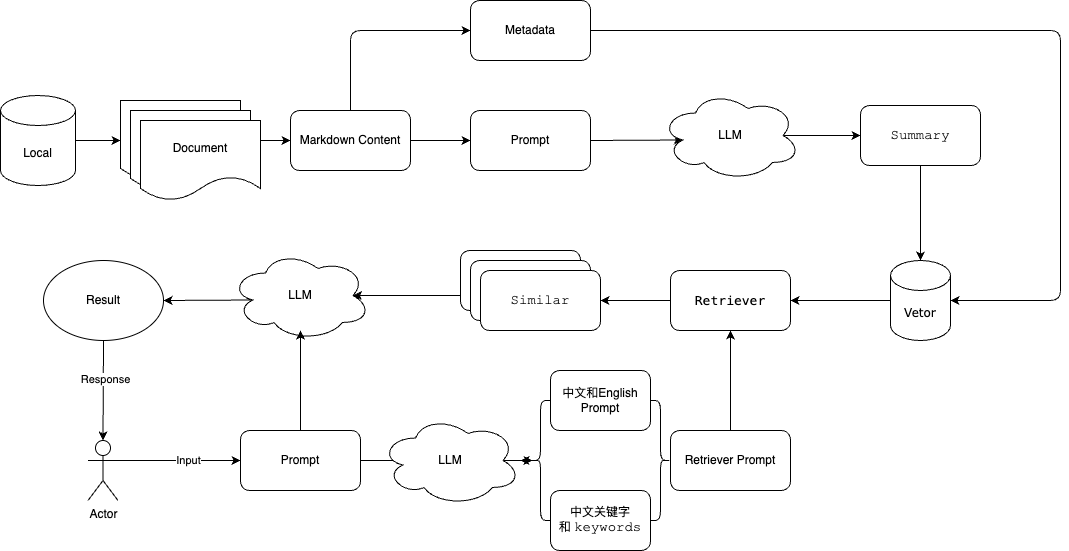 Metadata
Local
Document
Markdown Content
Prompt
LLM
Summary
Result
LLM
Similar
Retriever
Vetor
Response
中文和English
Prompt
Input
Prompt
LLM
Retriever Prompt
Actor
中文关键字
和 keywords